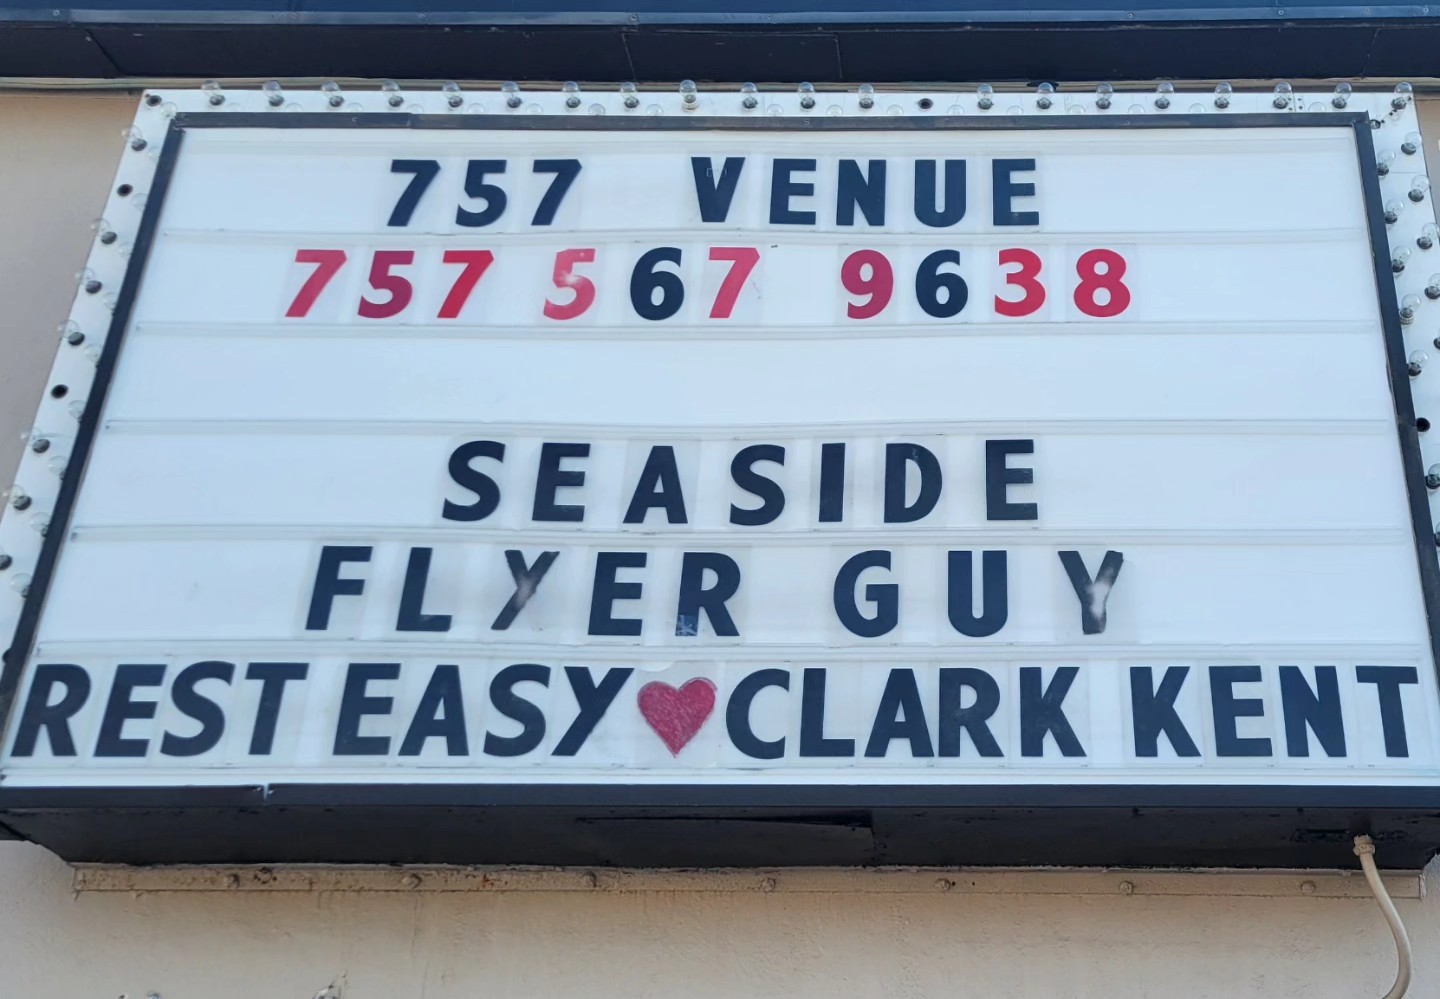 757 VENUE
757 567 9638
SEASIDE
FLYER GUY
REST EASY ♥ CLARK KENT